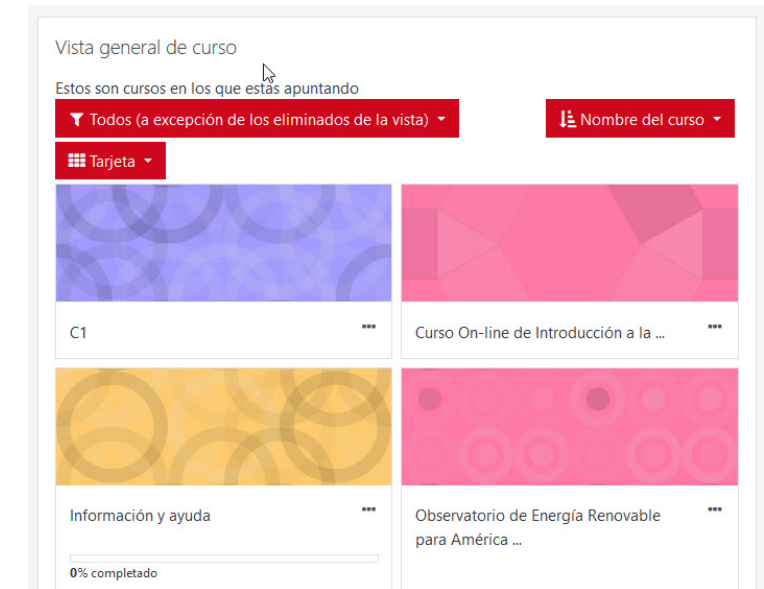 Vista general de curso
Estos son cursos en los que estás apuntando
Todos (a excepción de los eliminados de la vista)
Nombre del curso
Tarjeta
C1
Curso On-line de Introducción a la ...
Información y ayuda
Observatorio de Energía Renovable
para América ...
0% completado